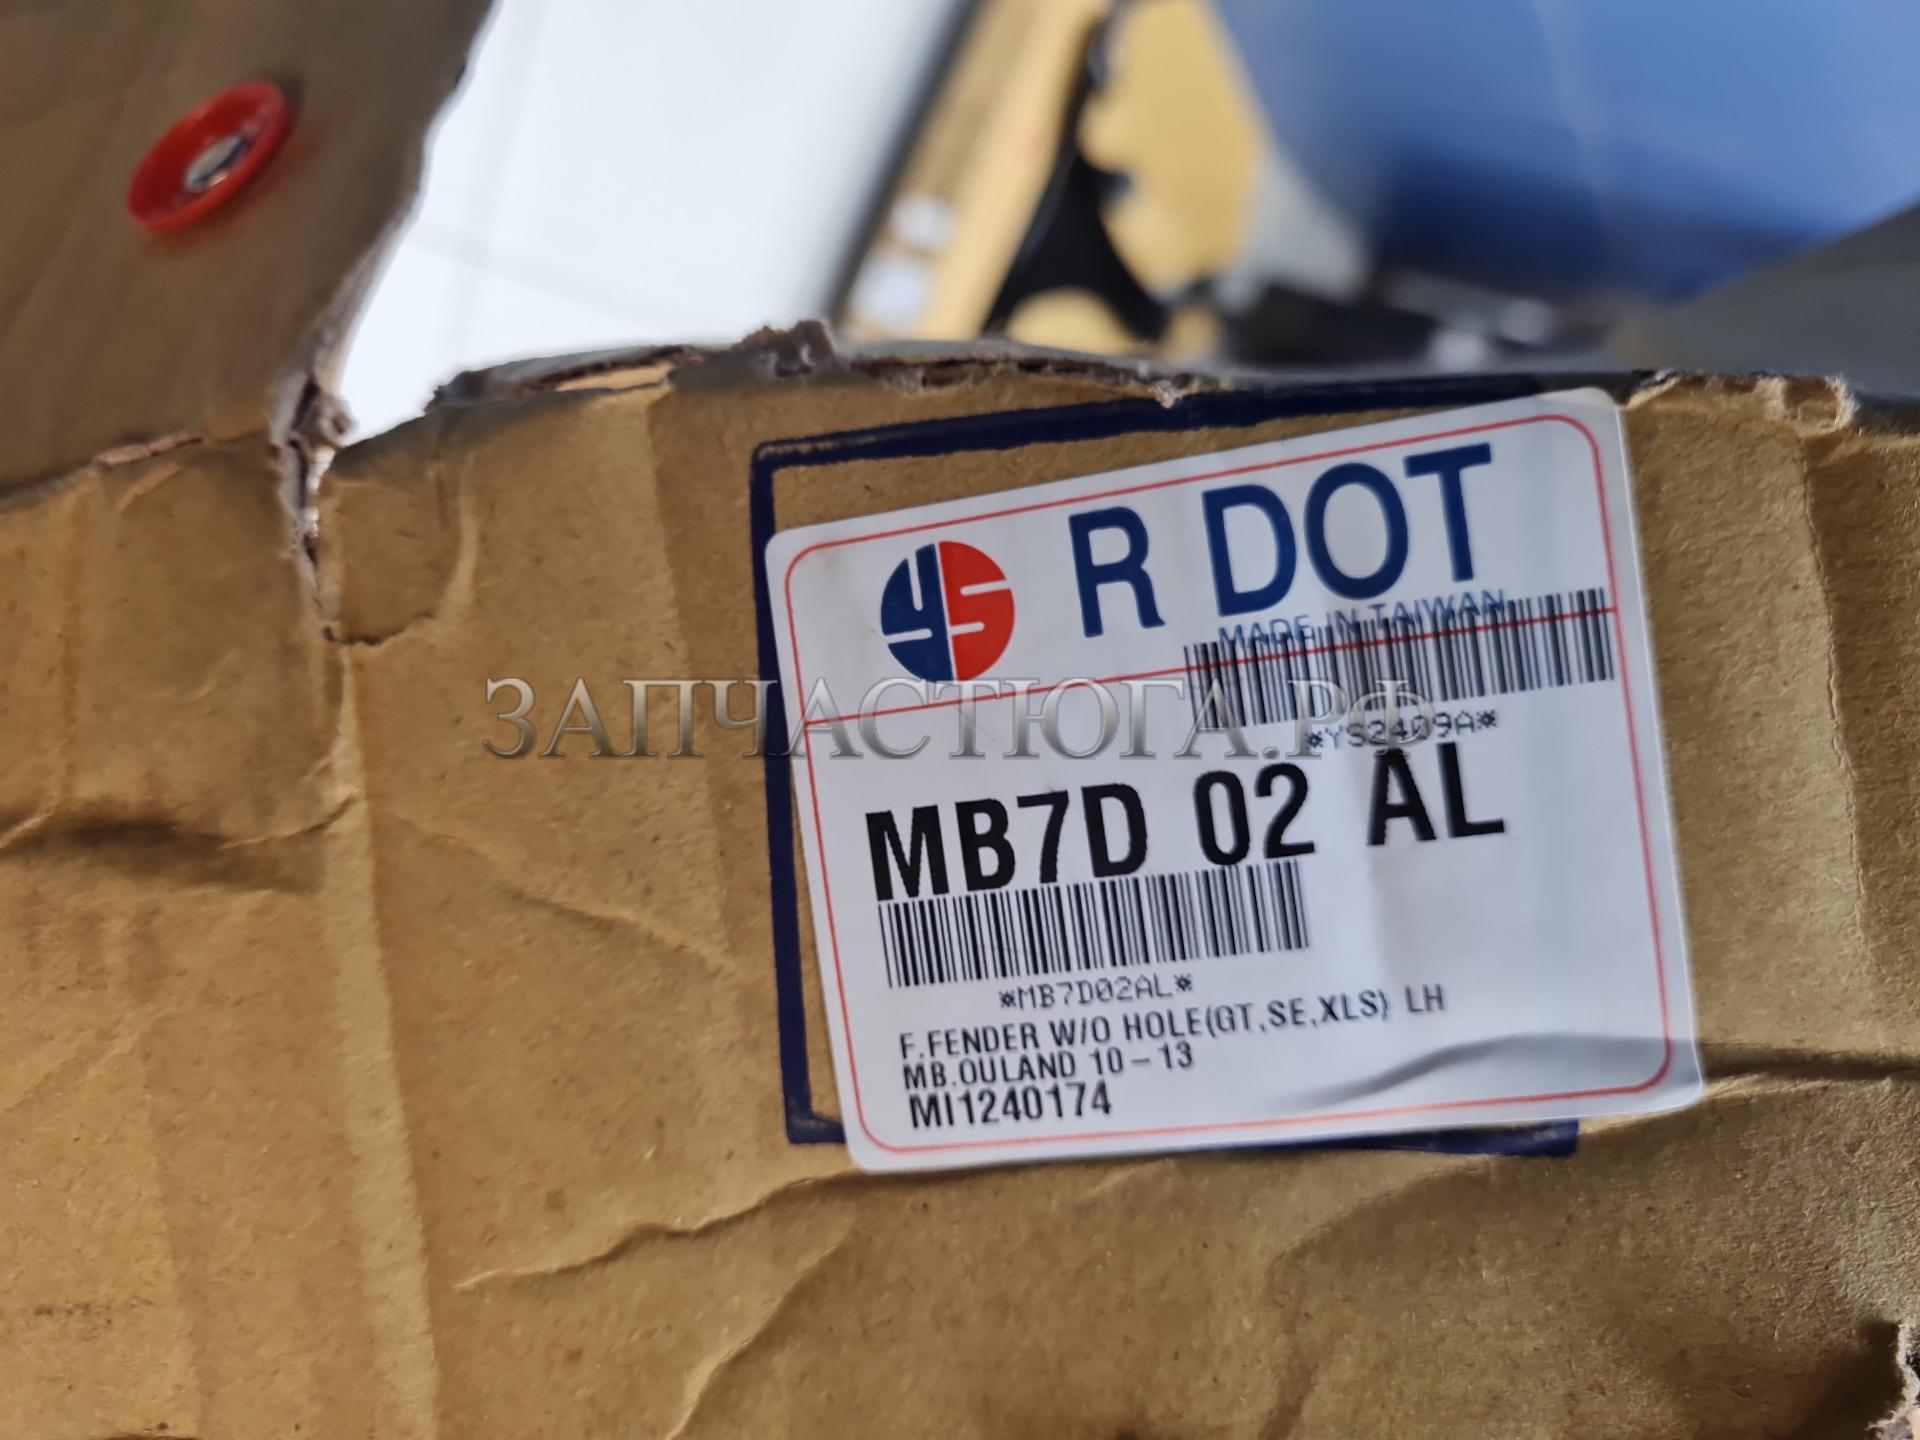 YS R DOT
MADE IN TAIWAN
*YS2409A*
ЗАПЧАСТЮГА.РФ
MB7D 02 AL
*MB7D02AL*
F.FENDER W/O HOLE(GT,SE,XLS) LH
MB.OULAND 10-13
MI1240174